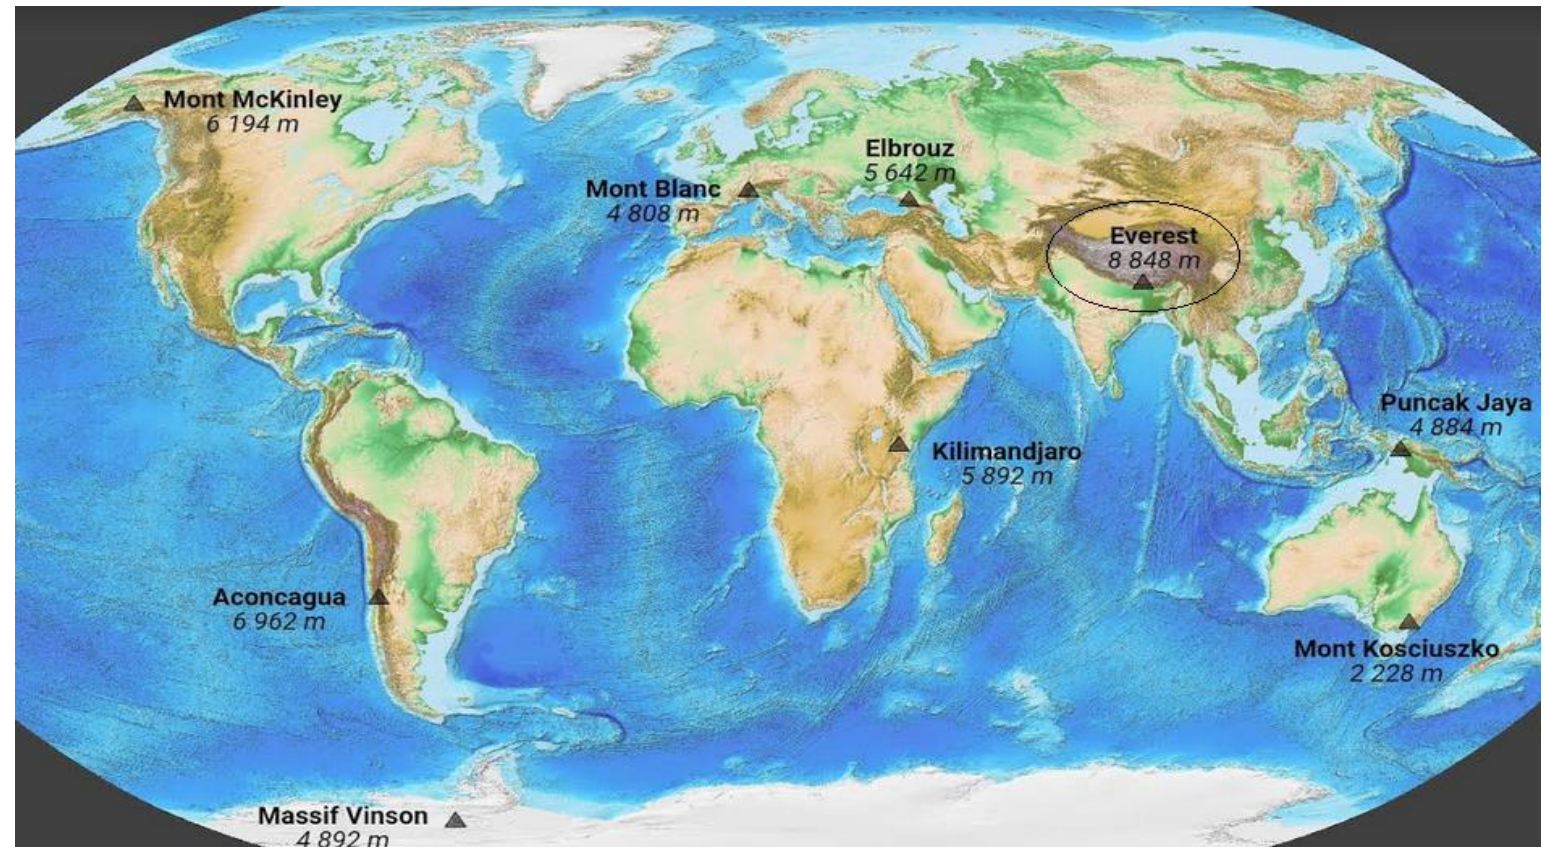 Mont McKinley
6 194 m
Elbrouz
5 642 m
Mont Blanc
4 808 m
Everest
8 848 m
Puncak Jaya
4 884 m
Kilimandjaro
5 892 m
Aconcagua
6 962 m
Mont Kosciuszko
2 228 m
Massif Vinson
4 892 m